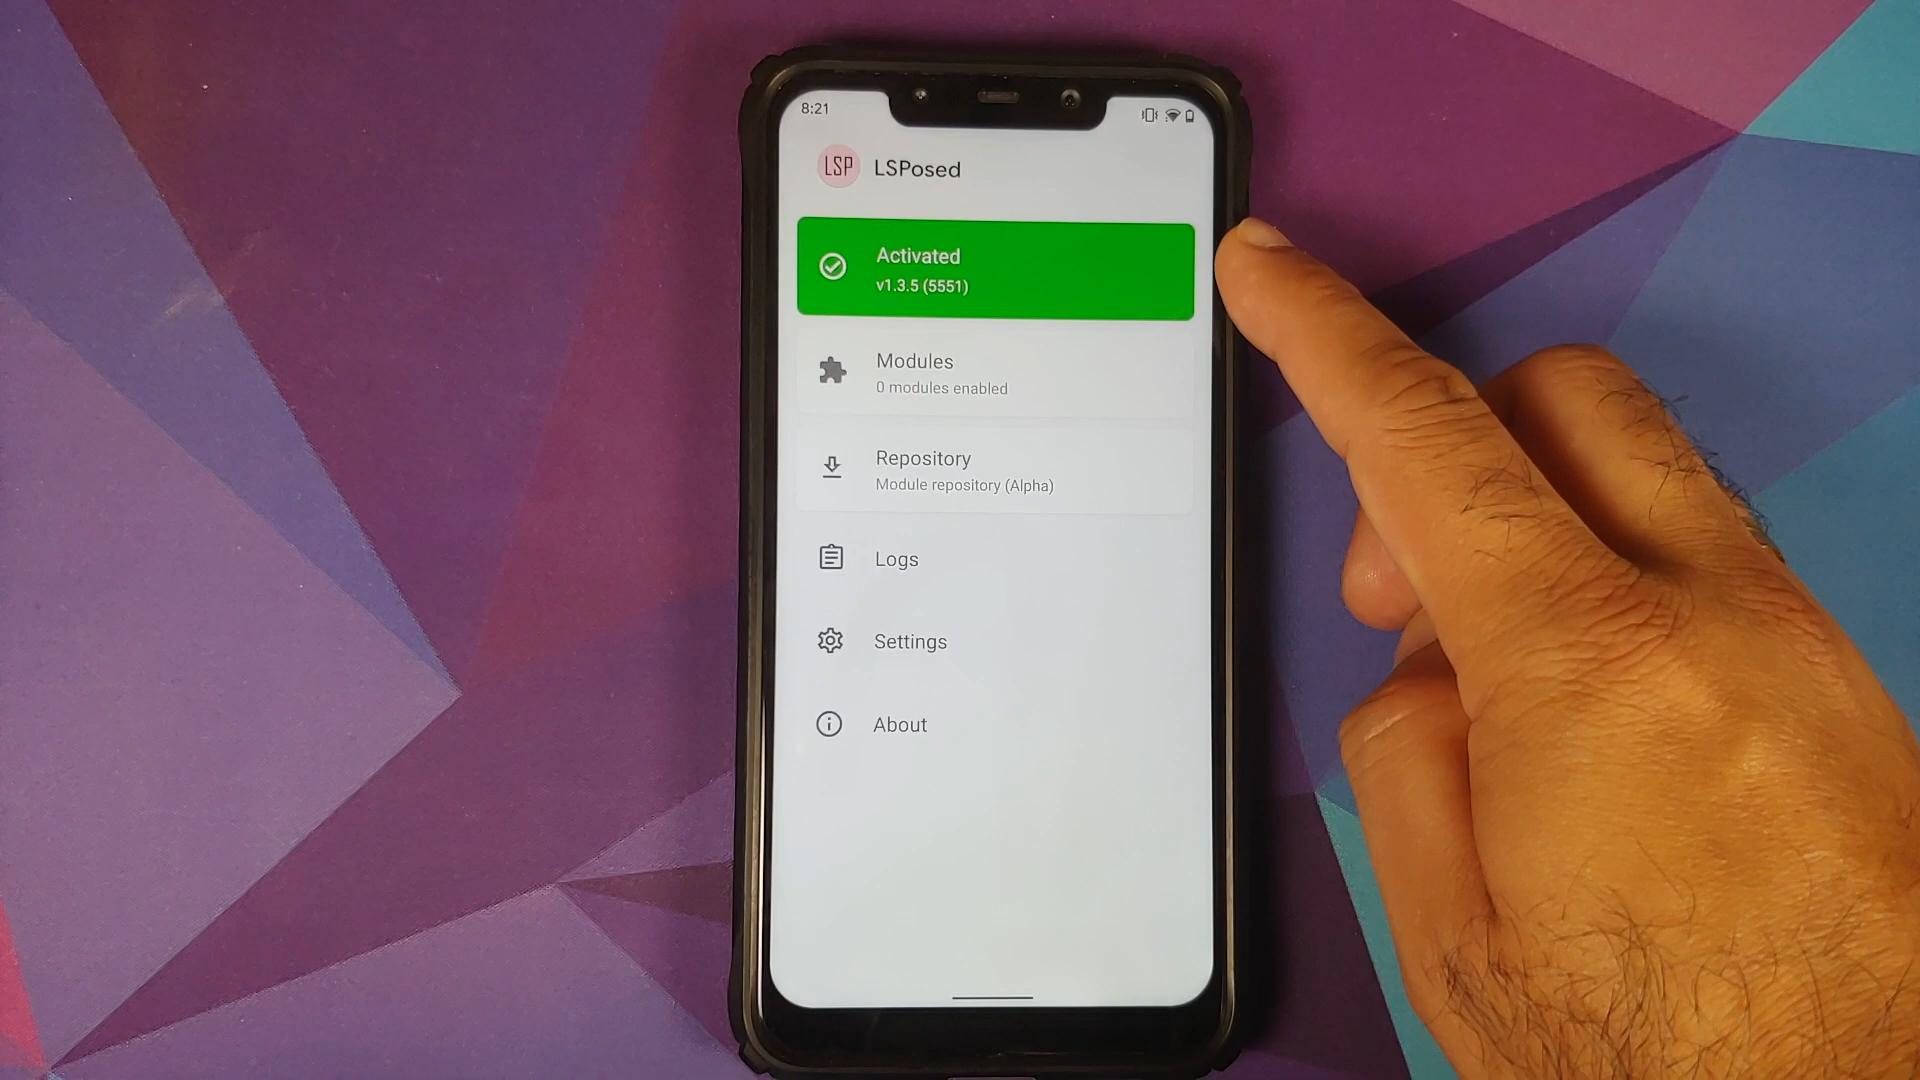 8:21
LSP LSPosed
Activated
v1.3.5 (5551)
Modules
0 modules enabled
Repository
Module repository (Alpha)
Logs
Settings
About